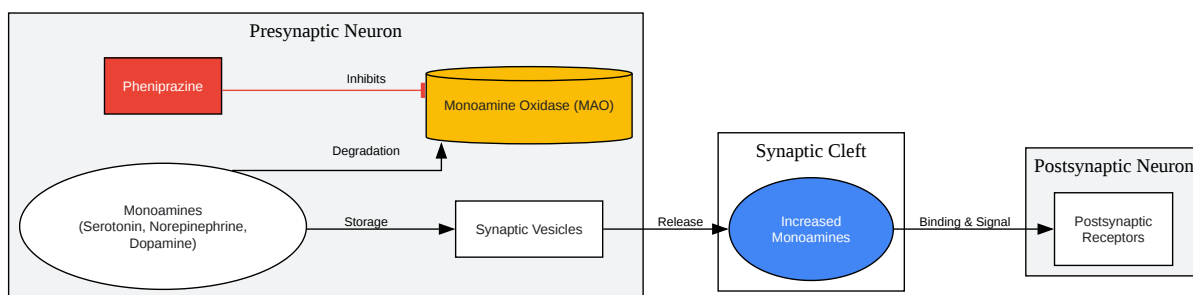 Presynaptic Neuron
Pheniprazine
Inhibits
Monoamine Oxidase (MAO)
Degradation
Monoamines
(Serotonin, Norepinephrine,
Dopamine)
Storage
Synaptic Vesicles
Release
Synaptic Cleft
Increased
Monoamines
Binding & Signal
Postsynaptic Neuron
Postsynaptic
Receptors